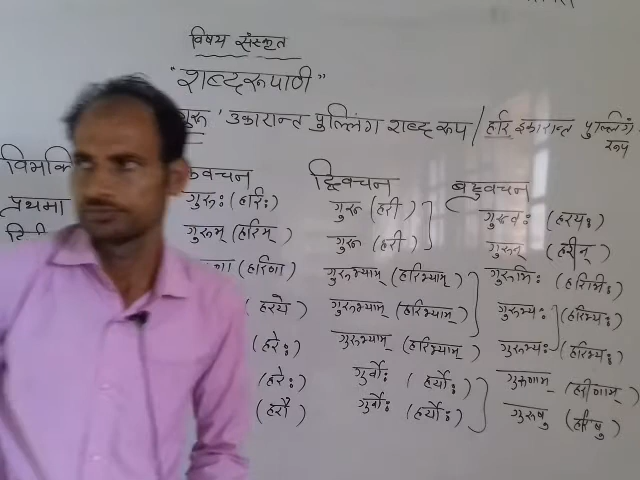 विषय संस्कृत
"शब्दरूपाणी"
गुरू ' उकारान्त पुल्लिंग शब्द रूप / हरि इकारान्त पुल्लिंग रूप
विभक्ति वचन द्विवचन बहुवचन
प्रथमा गुरूः (हरिः) गुरू (हरी) गुरूवः (हरयः)
गुरूम् (हरिम्) गुरू (हरी) गुरून् (हरीन्)
(हरिणा) गुरूभ्याम् (हरिभ्याम्) गुरूभिः (हरिभिः)
(हरये) गुरूभ्याम् (हरिभ्याम्) गुरूभ्यः (हरिभ्यः)
(हरेः) गुरूभ्याम् (हरिभ्याम्) गुरूभ्यः (हरिभ्यः)
(हरेः) गुर्वोः (हर्योः) गुरूणाम् (हरीणाम्)
(हरौ) गुर्वोः (हर्योः) गुरूषु (हरिषु)